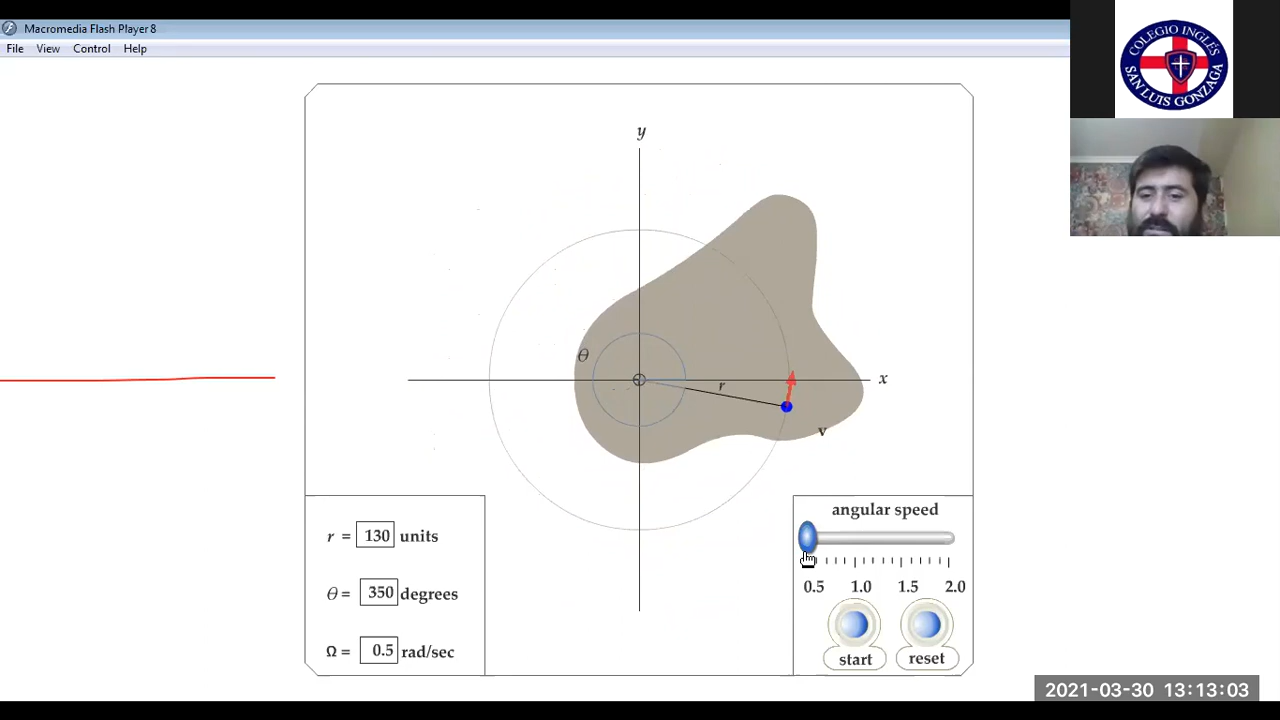 Macromedia Flash Player 8
File View Control Help
COLEGIO INGLÉS
SAN LUIS GONZAGA
y
θ
r
x
v
r = 130 units
θ = 350 degrees
Ω = 0.5 rad/sec
angular speed
0.5 1.0 1.5 2.0
start reset
2021-03-30 13:13:03